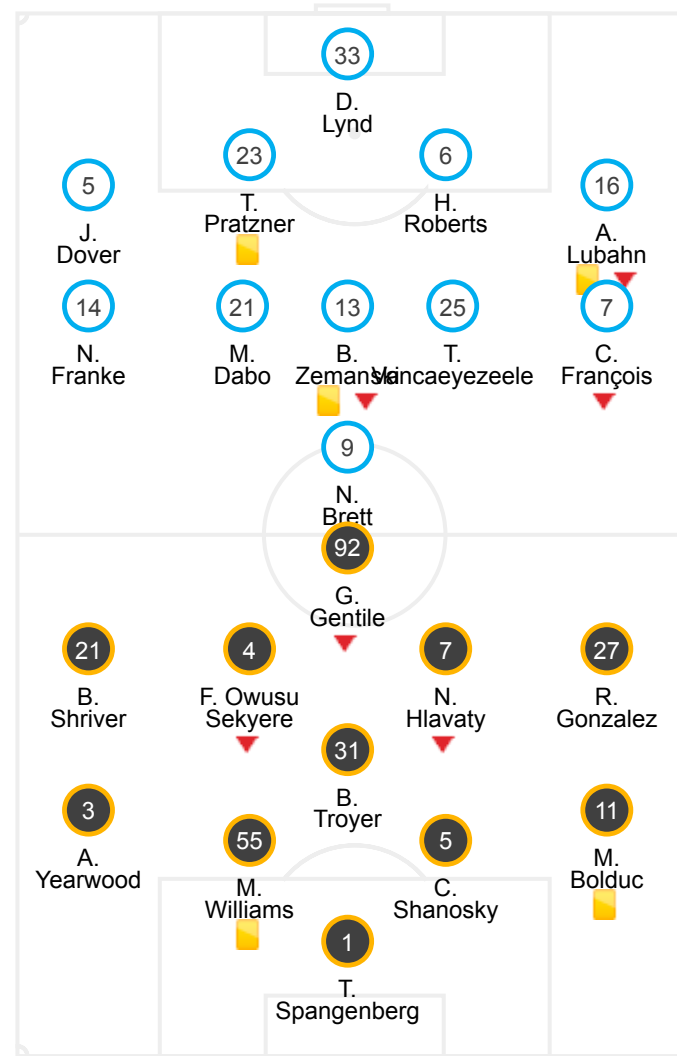 33
D.
Lynd
23
T.
Pratzner
6
H.
Roberts
5
J.
Dover
16
A.
Lubahn
14
N.
Franke
21
M.
Dabo
13
B.
Zemanski
25
T.
Vancaeyezeele
7
C.
François
9
N.
Brett
92
G.
Gentile
21
B.
Shriver
4
F. Owusu
Sekyere
7
N.
Hlavaty
27
R.
Gonzalez
31
B.
Troyer
3
A.
Yearwood
55
M.
Williams
5
C.
Shanosky
11
M.
Bolduc
1
T.
Spangenberg